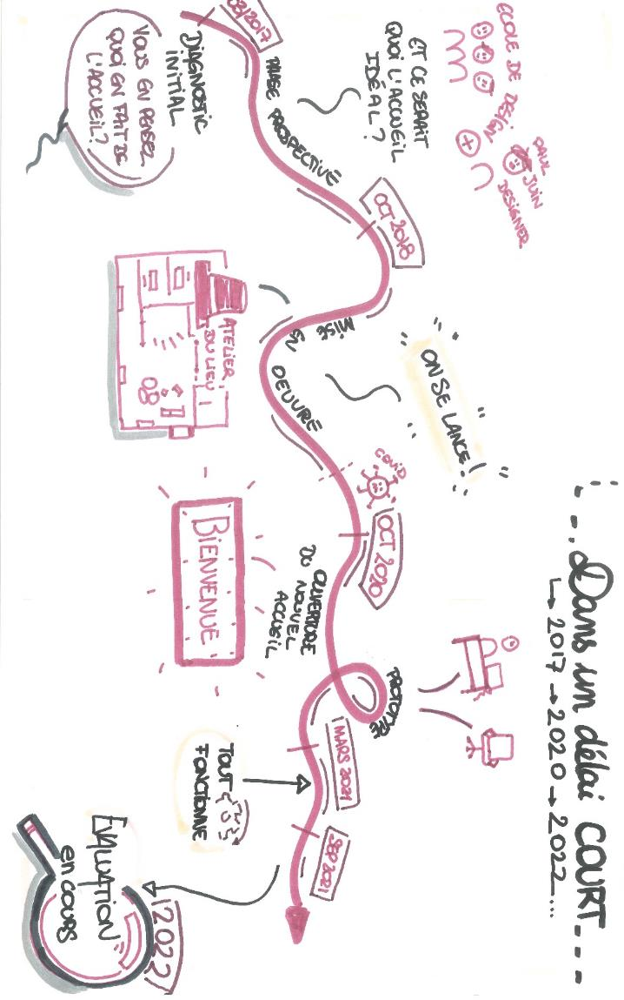 ...Dans un délai COURT...
↳ 2017 → 2020 → 2022...
ECOLE DE DESIGN
PAUL
JUIN
DESIGNER
ET CE SERAIT
QUOI L'ACCUEIL
IDÉAL ?
03/2017
DIAGNOSTIC
INITIAL
VOUS EN PENSEZ
QUOI EN FAIT DE
L'ACCUEIL ?
PHASE PROSPECTIVE
OCT 2018
MISE
EN
OEUVRE
ATELIER
DU LIEU
ON SE LANCE !
COVID
OCT 2020
OUVERTURE
DU NOUVEL
ACCUEIL
BIENVENUE
PROTOTYPE
MARS 2021
TOUT
FONCTIONNE
SEP 2021
2022
EVALUATION
en COURS